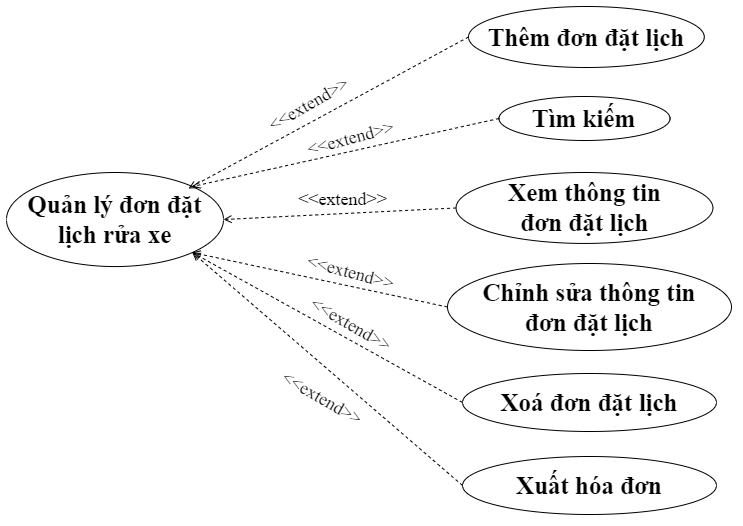 Thêm đơn đặt lịch
<<extend>>
Tìm kiếm
<<extend>>
Xem thông tin
đơn đặt lịch
<<extend>>
Quản lý đơn đặt
lịch rửa xe
<<extend>>
Chỉnh sửa thông tin
đơn đặt lịch
<<extend>>
Xoá đơn đặt lịch
<<extend>>
Xuất hóa đơn